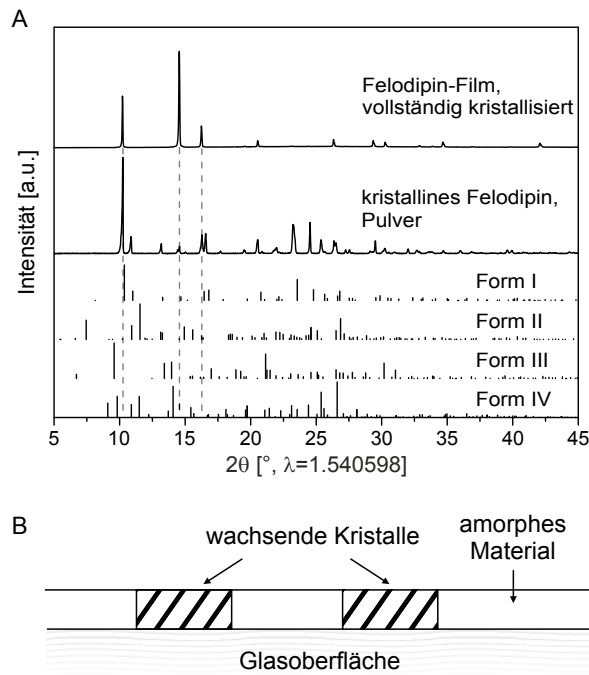 A
Intensität [a.u.]
Felodipin-Film,
vollständig kristallisiert
kristallines Felodipin,
Pulver
Form I
Form II
Form III
Form IV
5 10 15 20 25 30 35 40 45
2θ [°, λ=1.540598]
B
wachsende Kristalle
amorphes
Material
Glasoberfläche